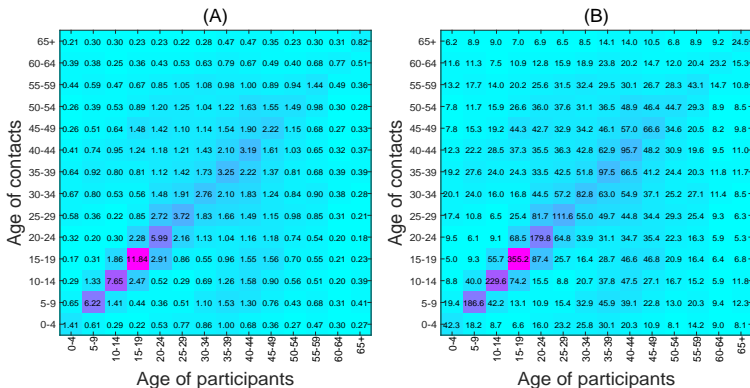 (A) (B)
65+ 0.21 0.30 0.30 0.23 0.23 0.22 0.28 0.47 0.47 0.35 0.23 0.30 0.31 0.82 65+ 6.2 8.9 9.0 7.0 6.9 6.5 8.5 14.1 14.0 10.5 6.8 8.9 9.2 24.5
60-64 0.39 0.38 0.25 0.36 0.43 0.53 0.63 0.79 0.67 0.49 0.40 0.68 0.77 0.51 60-64 11.6 11.3 7.5 10.9 12.8 15.9 18.9 23.8 20.2 14.7 12.0 20.4 23.2 15.3
55-59 0.44 0.59 0.47 0.67 0.85 1.05 1.08 0.98 1.00 0.89 0.94 1.44 0.49 0.36 55-59 13.2 17.7 14.0 20.2 25.6 31.5 32.4 29.5 30.1 26.7 28.3 43.1 14.7 10.8
50-54 0.26 0.39 0.53 0.89 1.20 1.25 1.04 1.22 1.63 1.55 1.49 0.98 0.30 0.28 50-54 7.8 11.7 15.9 26.6 36.0 37.6 31.1 36.5 48.9 46.4 44.7 29.3 8.9 8.5
45-49 0.26 0.51 0.64 1.48 1.42 1.10 1.14 1.54 1.90 2.22 1.15 0.68 0.27 0.33 45-49 7.8 15.3 19.2 44.3 42.7 32.9 34.2 46.1 57.0 66.6 34.6 20.5 8.2 9.8
40-44 0.41 0.74 0.95 1.24 1.18 1.21 1.43 2.10 3.19 1.61 1.03 0.65 0.32 0.37 40-44 12.3 22.2 28.5 37.3 35.5 36.3 42.8 62.9 95.7 48.2 30.9 19.6 9.5 11.0
35-39 0.64 0.92 0.80 0.81 1.12 1.42 1.73 3.25 2.22 1.37 0.81 0.68 0.39 0.39 35-39 19.2 27.6 24.0 24.3 33.5 42.5 51.8 97.5 66.5 41.2 24.4 20.3 11.8 11.7
30-34 0.67 0.80 0.53 0.56 1.48 1.91 2.76 2.10 1.83 1.24 0.84 0.90 0.38 0.28 30-34 20.1 24.0 16.0 16.8 44.5 57.2 82.8 63.0 54.9 37.1 25.2 27.1 11.4 8.5
25-29 0.58 0.36 0.22 0.85 2.72 3.72 1.83 1.66 1.49 1.15 0.98 0.85 0.31 0.21 25-29 17.4 10.8 6.5 25.4 81.7 111.6 55.0 49.7 44.8 34.4 29.3 25.4 9.3 6.3
20-24 0.32 0.20 0.30 2.28 5.99 2.16 1.13 1.04 1.16 1.18 0.74 0.54 0.20 0.18 20-24 9.5 6.1 9.1 68.5 179.8 64.8 33.9 31.1 34.7 35.4 22.3 16.3 5.9 5.3
15-19 0.17 0.31 1.86 11.84 2.91 0.86 0.55 0.96 1.56 1.53 0.70 0.55 0.21 0.23 15-19 5.0 9.3 55.7 355.2 87.4 25.7 16.4 28.7 46.6 46.0 20.9 16.4 6.4 6.8
10-14 0.29 1.33 7.65 2.47 0.52 0.29 0.69 1.26 1.58 0.90 0.56 0.51 0.20 0.39 10-14 8.8 40.0 229.6 74.2 15.5 8.8 20.7 37.8 47.5 27.1 16.7 15.2 5.9 11.8
5-9 0.65 6.22 1.41 0.44 0.36 0.51 1.10 1.53 1.30 0.76 0.43 0.68 0.31 0.41 5-9 19.4 186.6 42.2 13.1 10.9 15.4 32.9 45.9 39.1 22.8 13.0 20.3 9.4 12.3
0-4 1.41 0.61 0.29 0.22 0.53 0.77 0.86 1.00 0.68 0.36 0.27 0.47 0.30 0.27 0-4 42.3 18.2 8.7 6.6 16.0 23.2 25.8 30.1 20.3 10.9 8.1 14.2 9.0 8.1
0-4 5-9 10-14 15-19 20-24 25-29 30-34 35-39 40-44 45-49 50-54 55-59 60-64 65+ 0-4 5-9 10-14 15-19 20-24 25-29 30-34 35-39 40-44 45-49 50-54 55-59 60-64 65+
Age of participants Age of participants
Age of contacts
Age of contacts